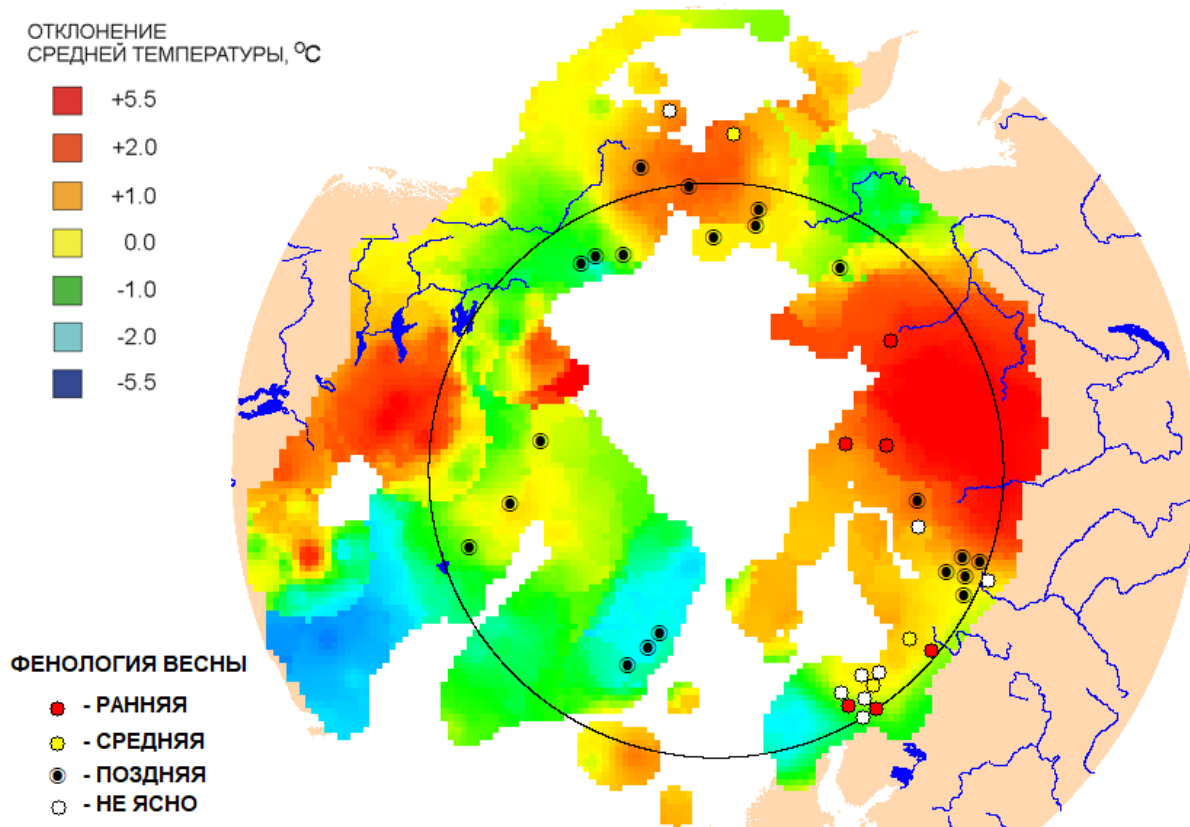 ОТКЛОНЕНИЕ
СРЕДНЕЙ ТЕМПЕРАТУРЫ, ºC
+5.5
+2.0
+1.0
0.0
-1.0
-2.0
-5.5
ФЕНОЛОГИЯ ВЕСНЫ
- РАННЯЯ
- СРЕДНЯЯ
- ПОЗДНЯЯ
- НЕ ЯСНО